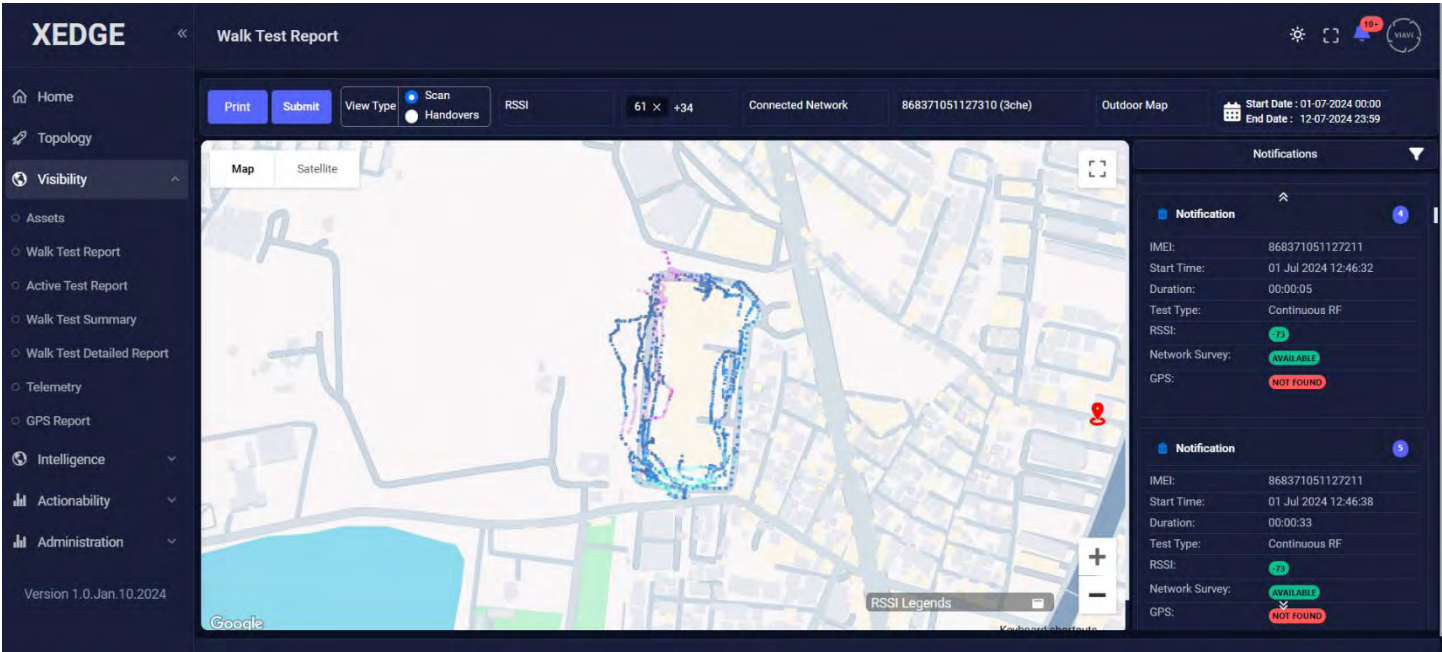 XEDGE
«
Walk Test Report
10+
VIAVI
Home
Topology
Visibility
Assets
Walk Test Report
Active Test Report
Walk Test Summary
Walk Test Detailed Report
Telemetry
GPS Report
Intelligence
Actionability
Administration
Version 1.0.Jan.10.2024
Print
Submit
View Type
Scan
Handovers
RSSI
61 × +34
Connected Network
868371051127310 (3che)
Outdoor Map
Start Date : 01-07-2024 00:00
End Date : 12-07-2024 23:59
Map
Satellite
RSSI Legends
+
−
Google
Keyboard shortcuts
Notifications
Notification 4
IMEI: 868371051127211
Start Time: 01 Jul 2024 12:46:32
Duration: 00:00:05
Test Type: Continuous RF
RSSI: -73
Network Survey: AVAILABLE
GPS: NOT FOUND
Notification 5
IMEI: 868371051127211
Start Time: 01 Jul 2024 12:46:38
Duration: 00:00:33
Test Type: Continuous RF
RSSI: -73
Network Survey: AVAILABLE
GPS: NOT FOUND